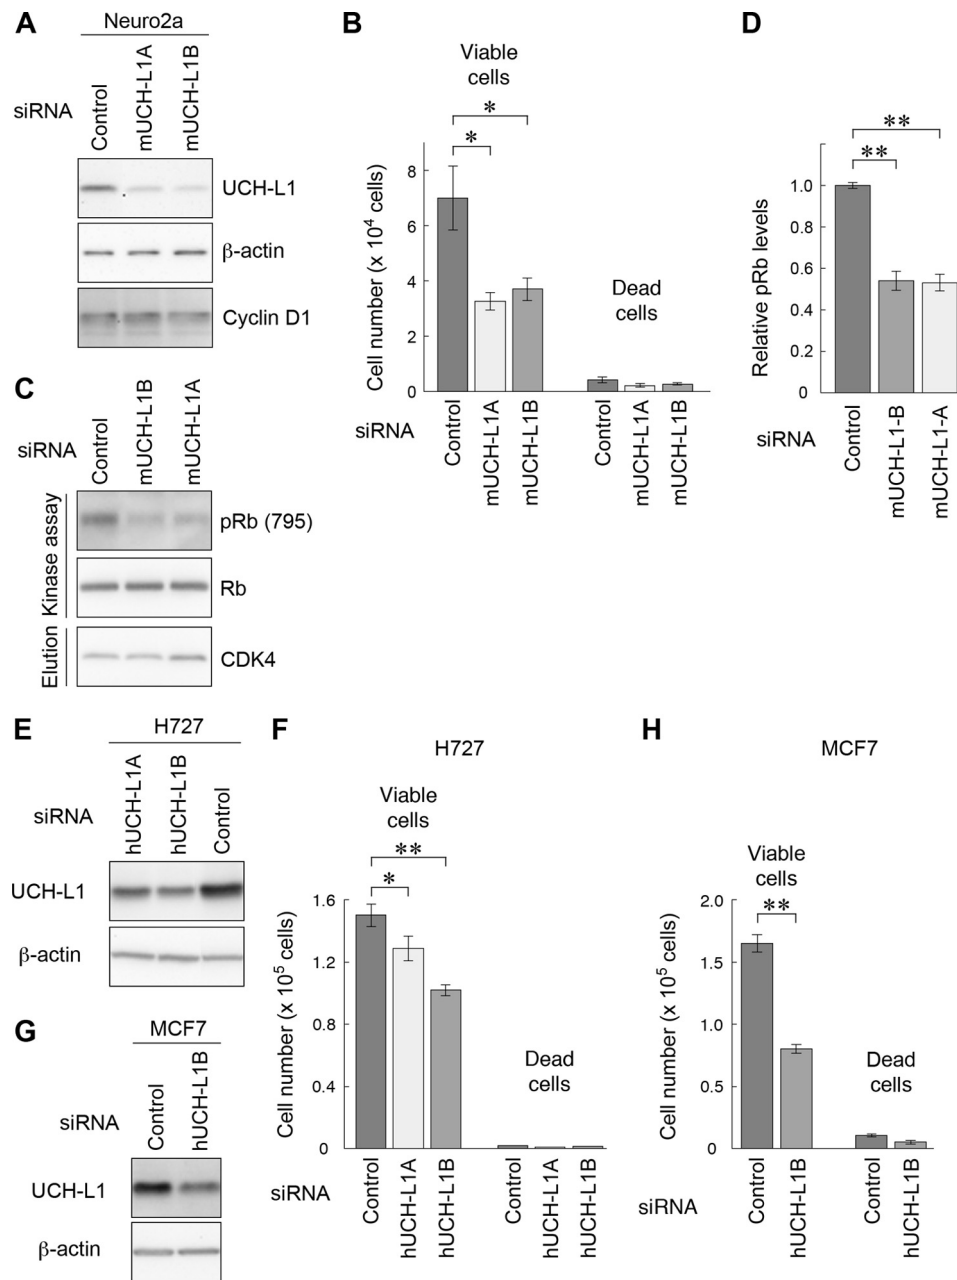 A
Neuro2a
siRNA
Control
mUCH-L1A
mUCH-L1B
UCH-L1
β-actin
Cyclin D1
B
Viable
cells
*
*
Cell number (x 10⁴ cells)
8
6
4
2
0
Dead
cells
siRNA
Control
mUCH-L1A
mUCH-L1B
Control
mUCH-L1A
mUCH-L1B
D
**
**
Relative pRb levels
1.0
0.8
0.6
0.4
0.2
0
siRNA
Control
mUCH-L1-B
mUCH-L1-A
C
siRNA
Control
mUCH-L1B
mUCH-L1A
Kinase assay
pRb (795)
Rb
Elution
CDK4
E
H727
siRNA
hUCH-L1A
hUCH-L1B
Control
UCH-L1
β-actin
F
H727
Viable
cells
**
*
Cell number (x 10⁵ cells)
1.6
1.2
0.8
0.4
0
Dead
cells
siRNA
Control
hUCH-L1A
hUCH-L1B
Control
hUCH-L1A
hUCH-L1B
H
MCF7
Viable
cells
**
Cell number (x 10⁵ cells)
2.0
1.5
1.0
0.5
0
Dead
cells
siRNA
Control
hUCH-L1B
Control
hUCH-L1B
G
MCF7
siRNA
Control
hUCH-L1B
UCH-L1
β-actin